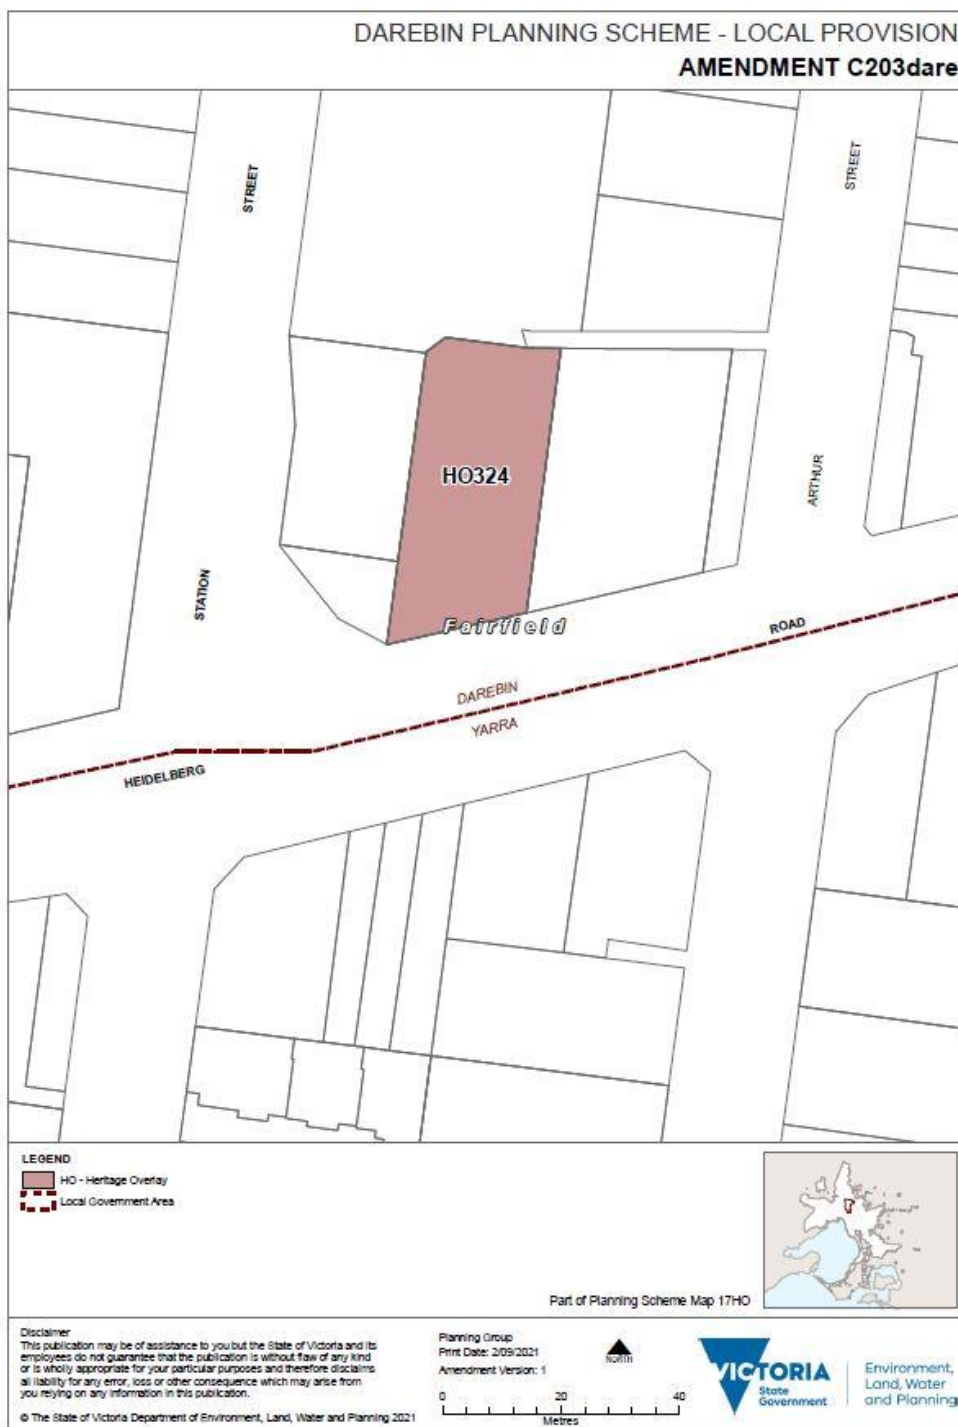 DAREBIN PLANNING SCHEME - LOCAL PROVISION
AMENDMENT C203dare
STREET
STREET
HO324
ARTHUR
STATION
Fairfield
ROAD
DAREBIN
YARRA
HEIDELBERG
LEGEND
HO - Heritage Overlay
Local Government Area
Part of Planning Scheme Map 17HO
Disclaimer
This publication may be of assistance to you but the State of Victoria and its
employees do not guarantee that the publication is without flaw of any kind
or is wholly appropriate for your particular purposes and therefore disclaims
all liability for any error, loss or other consequence which may arise from
you relying on any information in this publication.
© The State of Victoria Department of Environment, Land, Water and Planning 2021
Planning Group
Print Date: 2/09/2021
Amendment Version: 1
NORTH
0 20 40
Metres
VICTORIA
State
Government
Environment,
Land, Water
and Planning